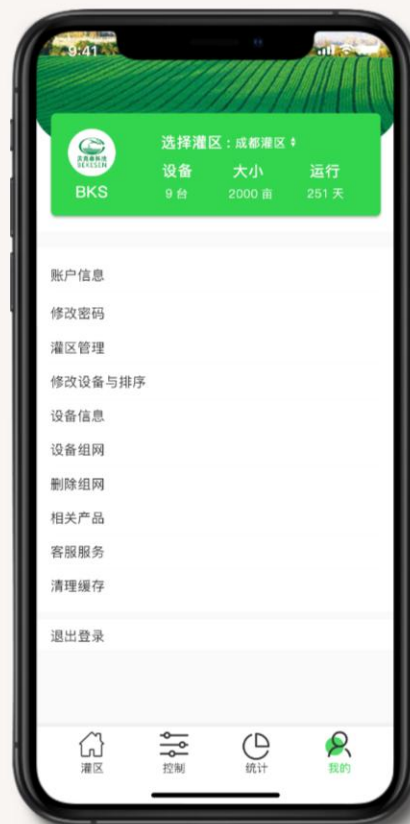 9:41
选择灌区：成都灌区
设备 大小 运行
BKS 9 台 2000 亩 251 天
账户信息
修改密码
灌区管理
修改设备与排序
设备信息
设备组网
删除组网
相关产品
客服服务
清理缓存
退出登录
灌区 控制 统计 我的